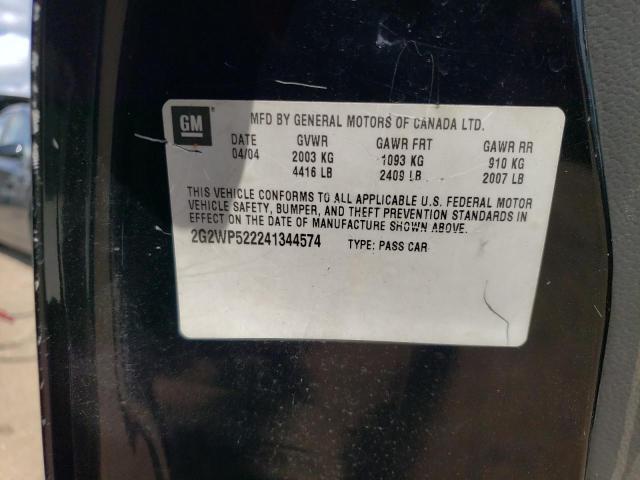 GM
MFD BY GENERAL MOTORS OF CANADA LTD.
DATE GVWR GAWR FRT GAWR RR
04/04 2003 KG 1093 KG 910 KG
4416 LB 2409 LB 2007 LB
THIS VEHICLE CONFORMS TO ALL APPLICABLE U.S. FEDERAL MOTOR
VEHICLE SAFETY, BUMPER, AND THEFT PREVENTION STANDARDS IN
EFFECT ON THE DATE OF MANUFACTURE SHOWN ABOVE.
2G2WP522241344574 TYPE: PASS CAR